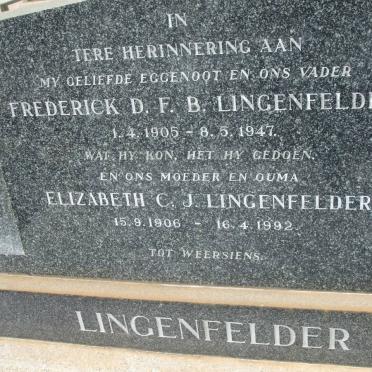 IN
TERE HERINNERING AAN
MY GELIEFDE EGGENOOT EN ONS VADER
FREDERICK D. F. B. LINGENFELDE
1.4.1905 - 8.5.1947.
WAT HY KON, HET HY GEDOEN.
EN ONS MOEDER EN OUMA
ELIZABETH C. J. LINGENFELDER
15.9.1906 - 16.4.1992
TOT WEERSIENS.
LINGENFELDER